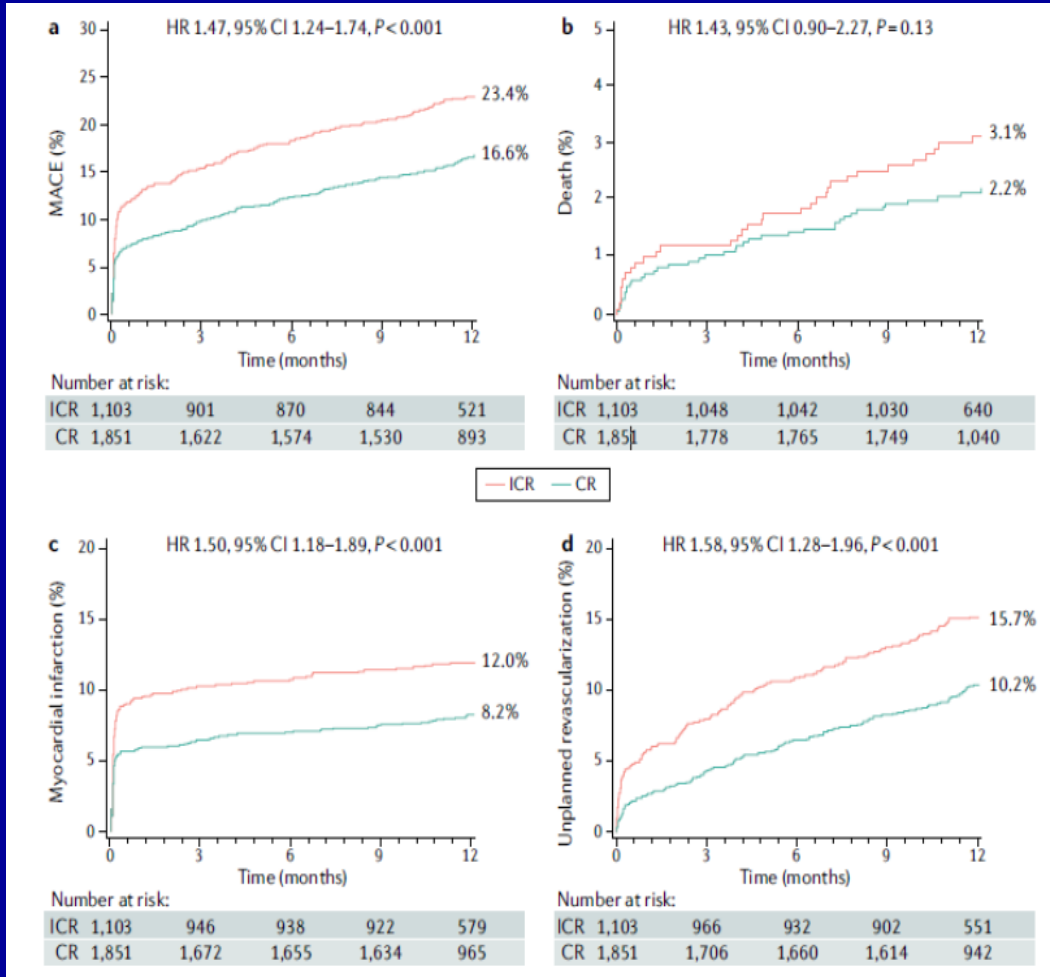 a HR 1.47, 95% CI 1.24–1.74, P< 0.001
30
25
20
15
10
5
0
MACE (%)
23.4%
16.6%
0 3 6 9 12
Time (months)
Number at risk:
ICR 1,103 901 870 844 521
CR 1,851 1,622 1,574 1,530 893
b HR 1.43, 95% CI 0.90–2.27, P= 0.13
5
4
3
2
1
0
Death (%)
3.1%
2.2%
0 3 6 9 12
Time (months)
Number at risk:
ICR 1,103 1,048 1,042 1,030 640
CR 1,851 1,778 1,765 1,749 1,040
ICR CR
c HR 1.50, 95% CI 1.18–1.89, P< 0.001
20
15
10
5
0
Myocardial infarction (%)
12.0%
8.2%
0 3 6 9 12
Time (months)
Number at risk:
ICR 1,103 946 938 922 579
CR 1,851 1,672 1,655 1,634 965
d HR 1.58, 95% CI 1.28–1.96, P< 0.001
20
15
10
5
0
Unplanned revascularization (%)
15.7%
10.2%
0 3 6 9 12
Time (months)
Number at risk:
ICR 1,103 966 932 902 551
CR 1,851 1,706 1,660 1,614 942